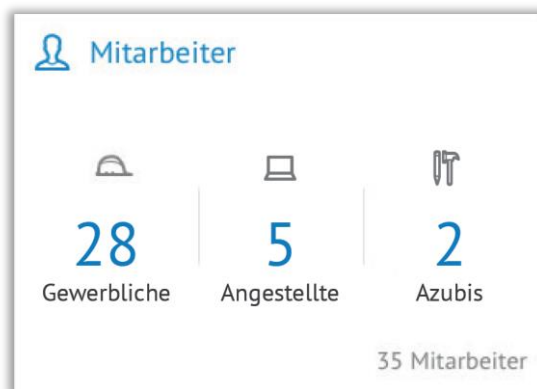 Mitarbeiter
28
5
2
Gewerbliche
Angestellte
Azubis
35 Mitarbeiter